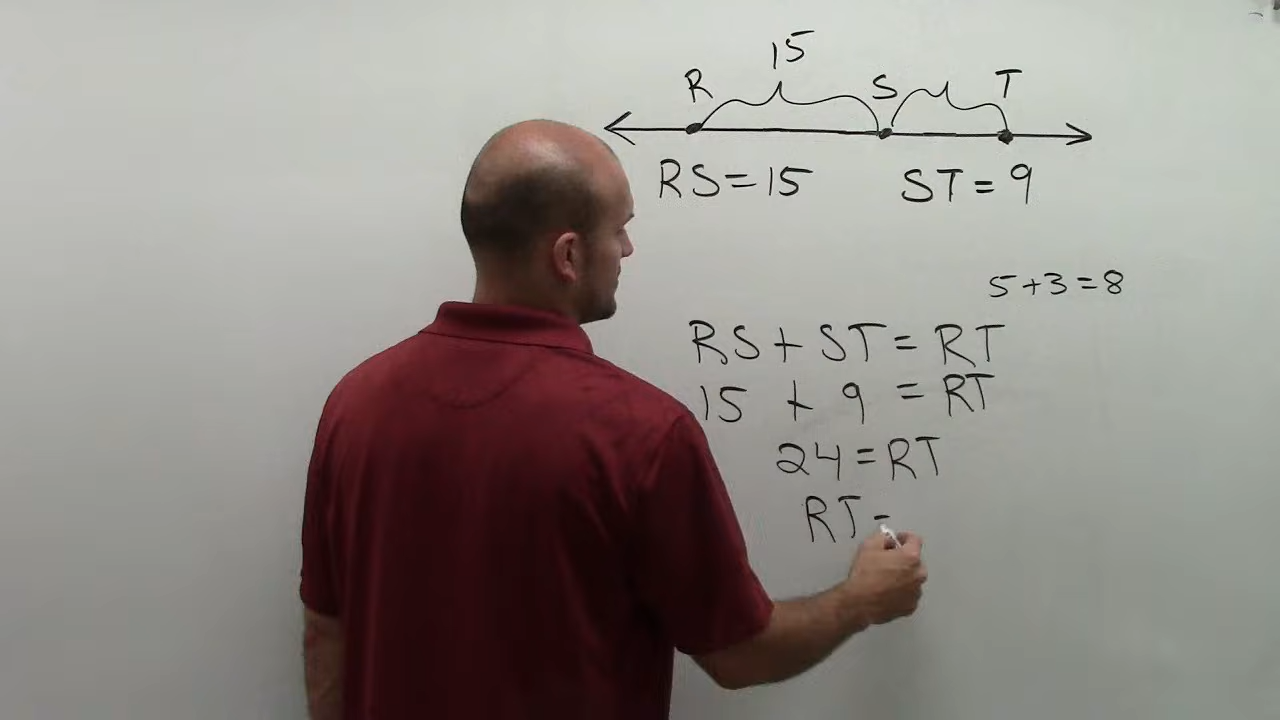 15
R S T
RS=15 ST=9
5+3=8
RS+ST=RT
15 + 9 = RT
24=RT
RT=